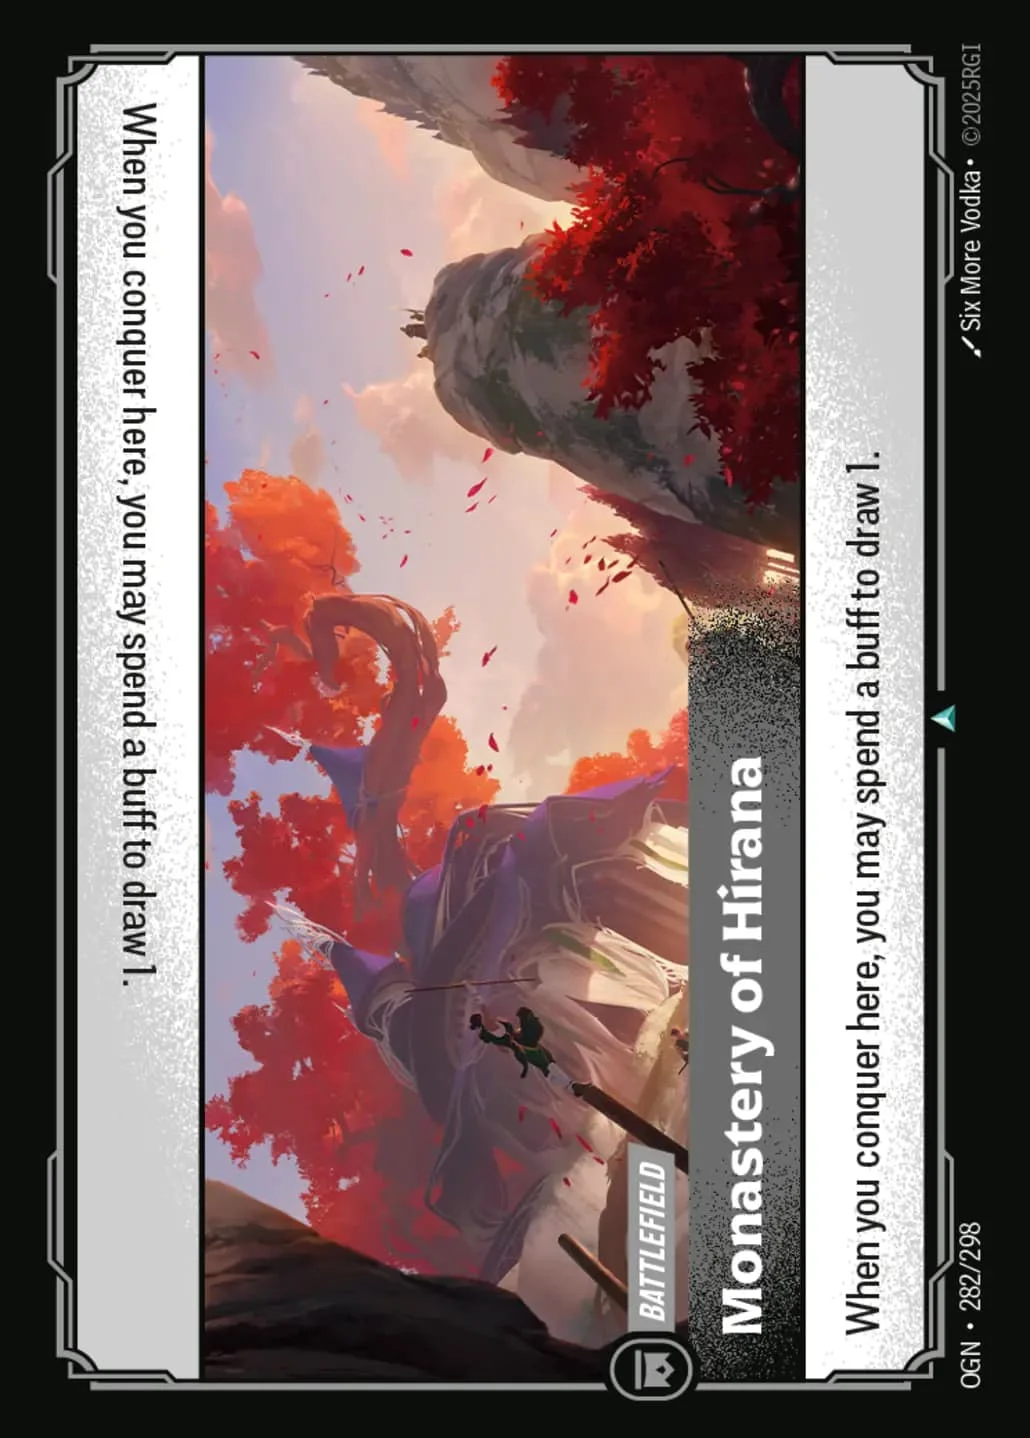 When you conquer here, you may spend a buff to draw 1.
BATTLEFIELD
Monastery of Hirana
When you conquer here, you may spend a buff to draw 1.
OGN • 282/298
Six More Vodka • ©2025RGI